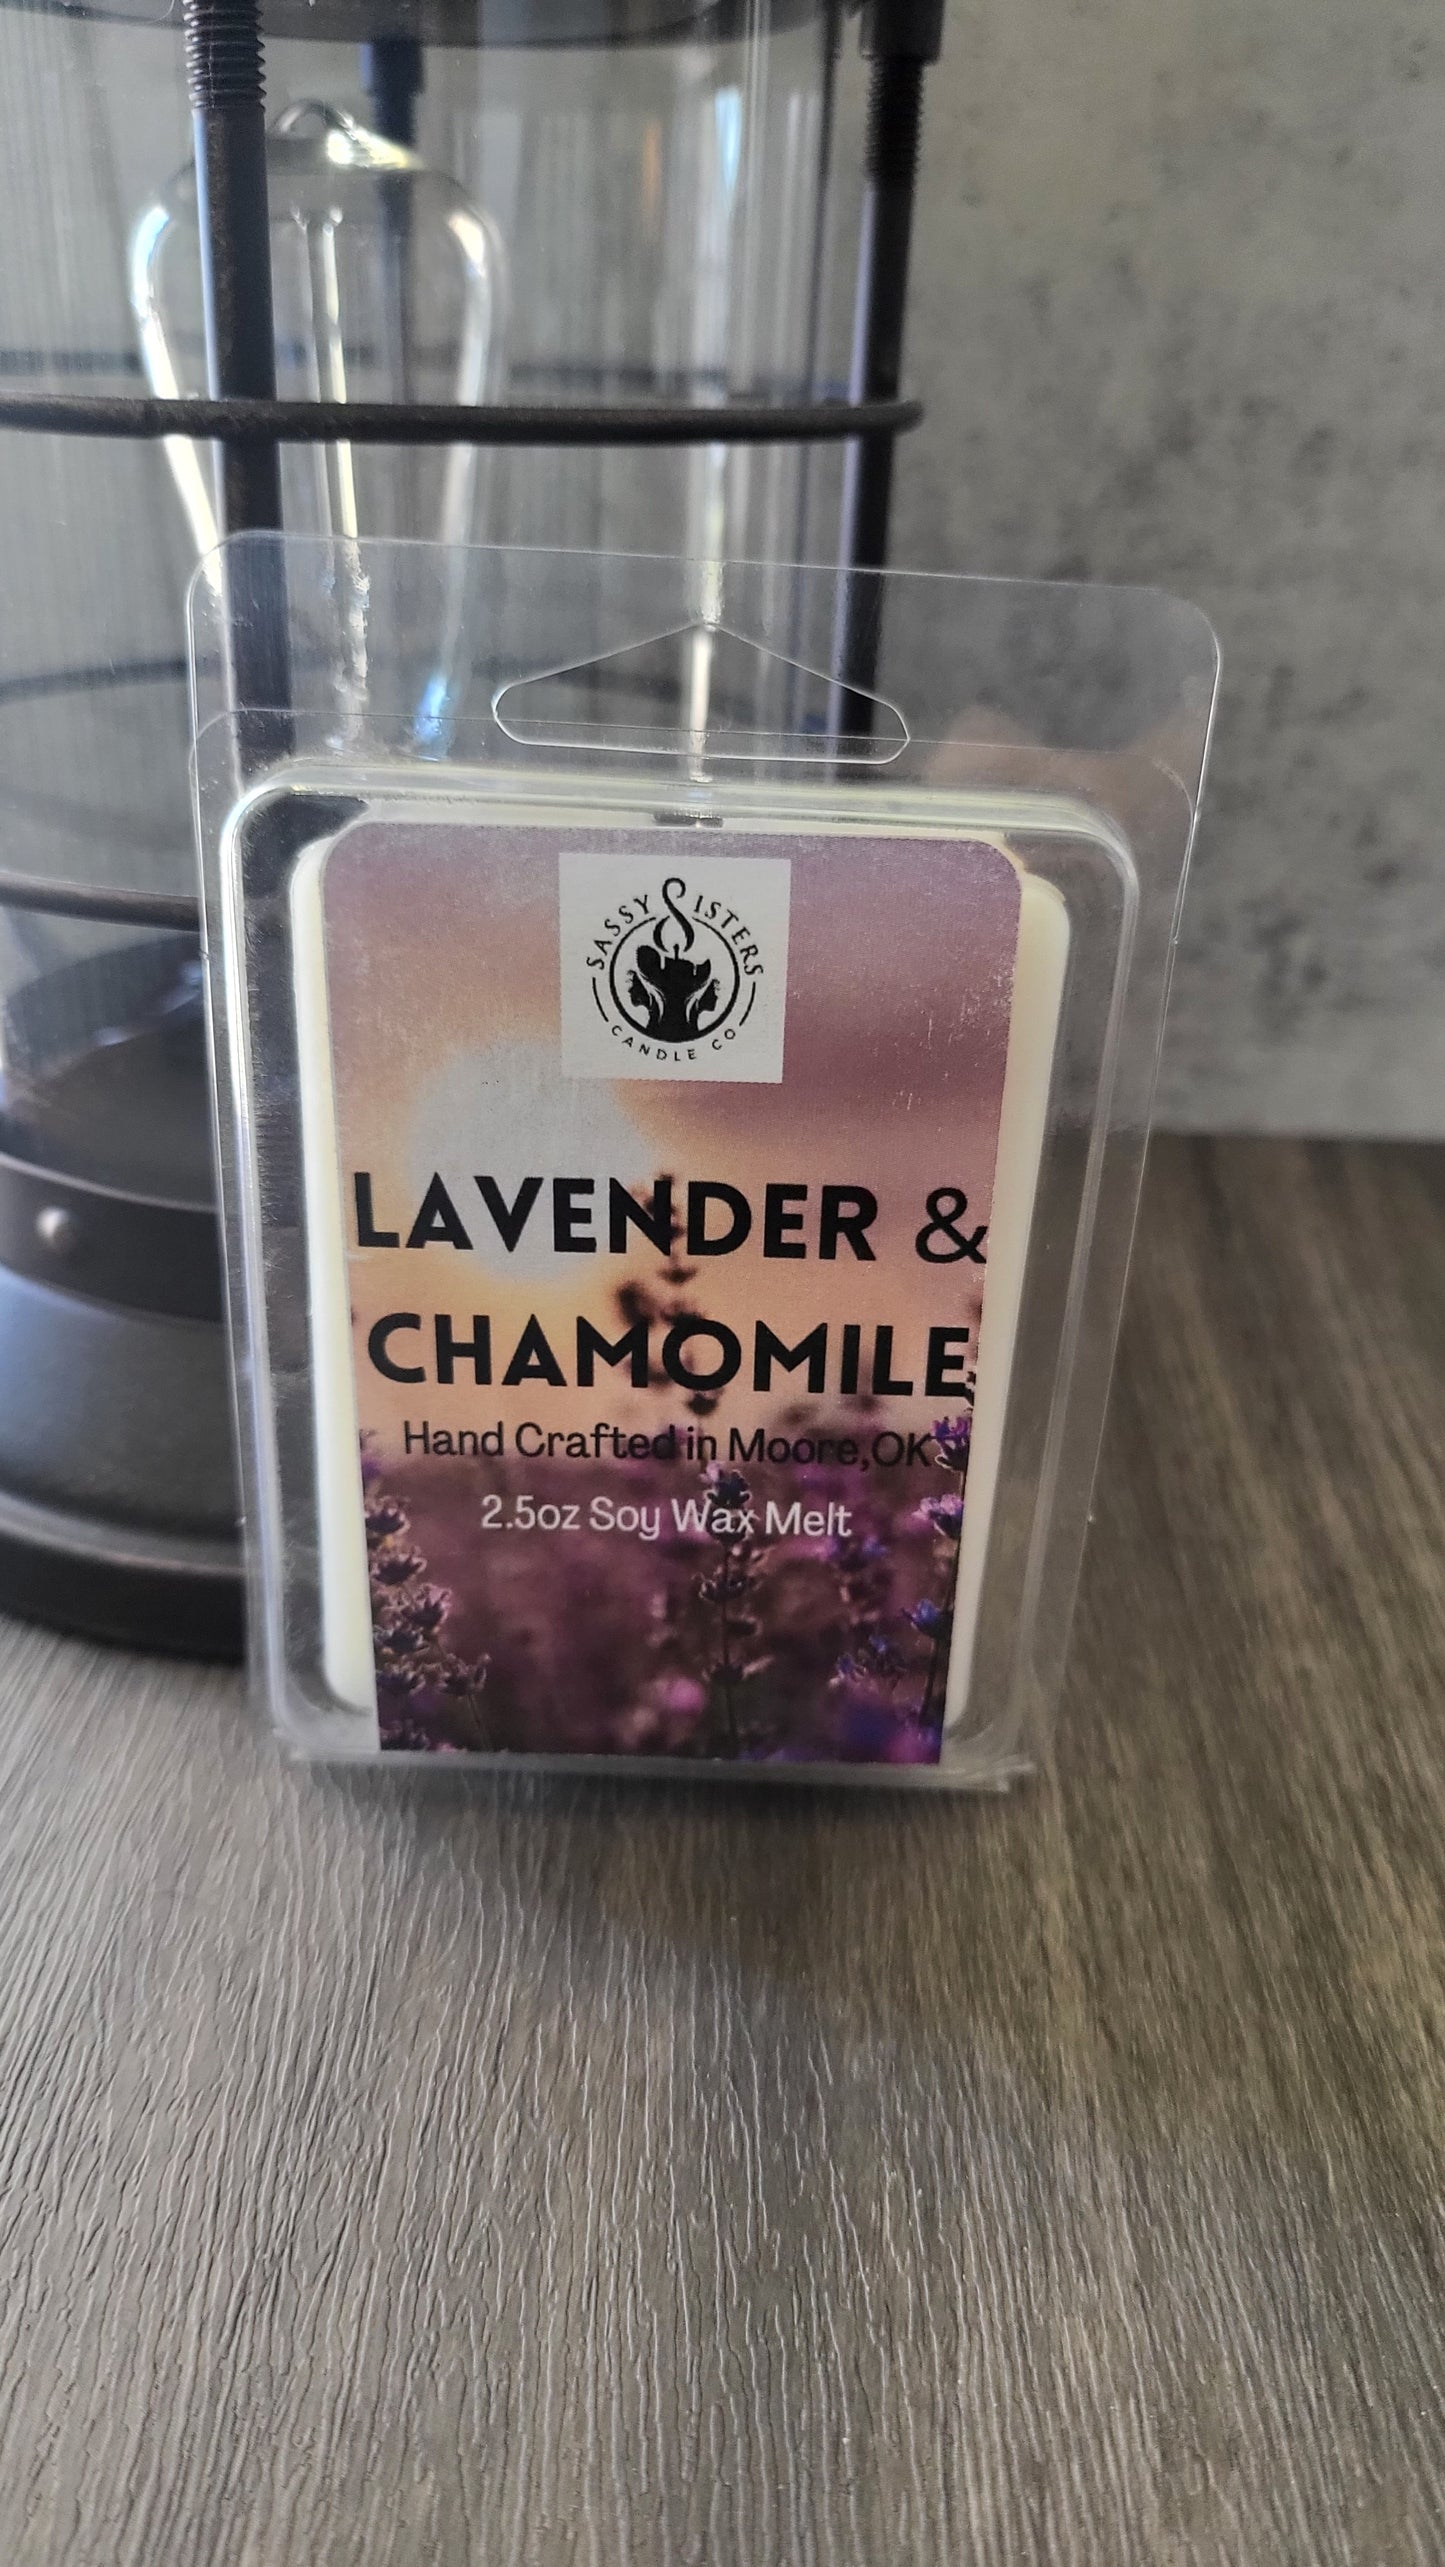 SASSY SISTERS
CANDLE CO
LAVENDER &
CHAMOMILE
Hand Crafted in Moore,OK
2.5oz Soy Wax Melt